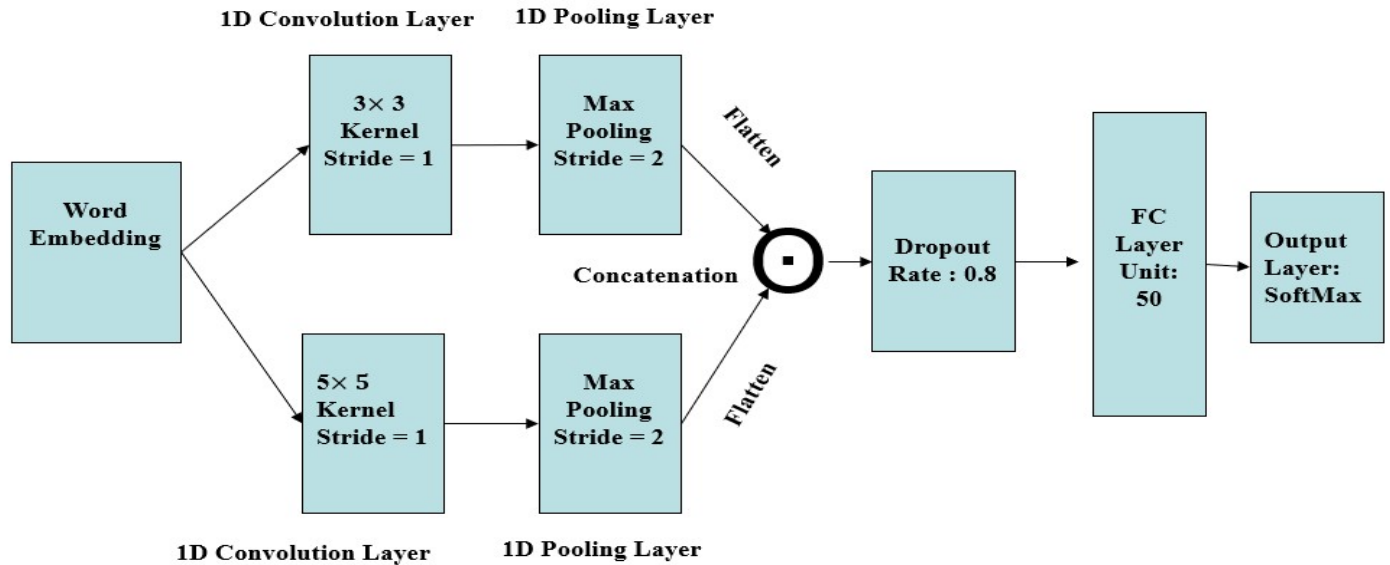 1D Convolution Layer
1D Pooling Layer
3× 3
Kernel
Stride = 1
Max
Pooling
Stride = 2
Flatten
Word
Embedding
Concatenation
Dropout
Rate : 0.8
FC
Layer
Unit:
50
Output
Layer:
SoftMax
5× 5
Kernel
Stride = 1
Max
Pooling
Stride = 2
Flatten
1D Convolution Layer
1D Pooling Layer